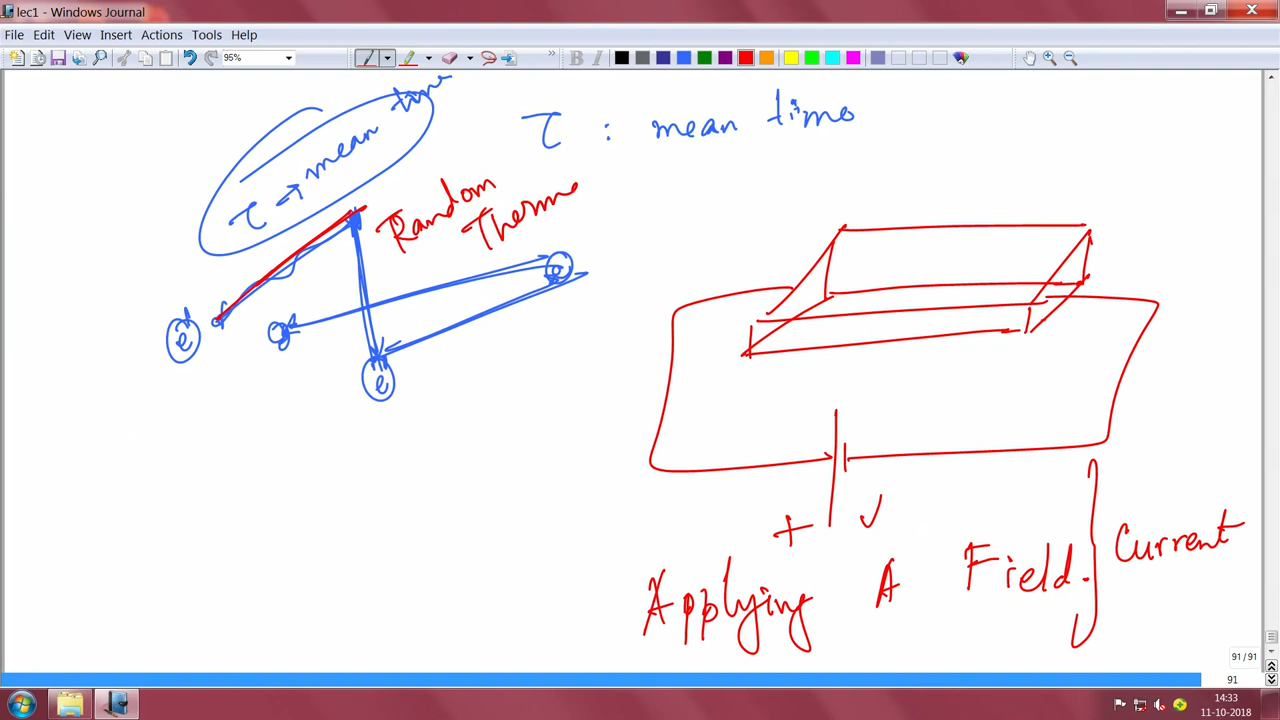 lec1 - Windows Journal
File Edit View Insert Actions Tools Help
95%
B I
τ → mean time
τ : mean time
Random
Therm
e
e
+
Applying A Field. } Current
91 / 91
91
14:33
11-10-2018